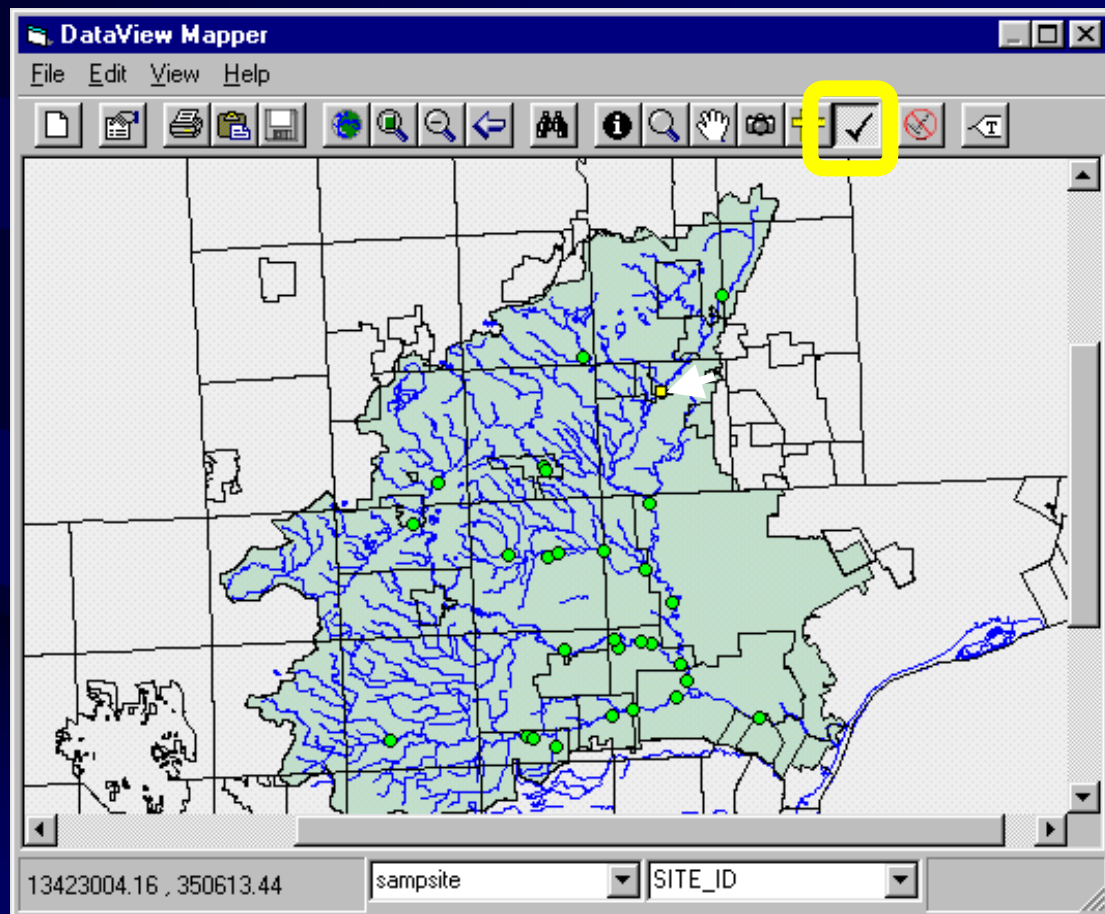 DataView Mapper
File Edit View Help
T
13423004.16 , 350613.44
sampsite
SITE_ID